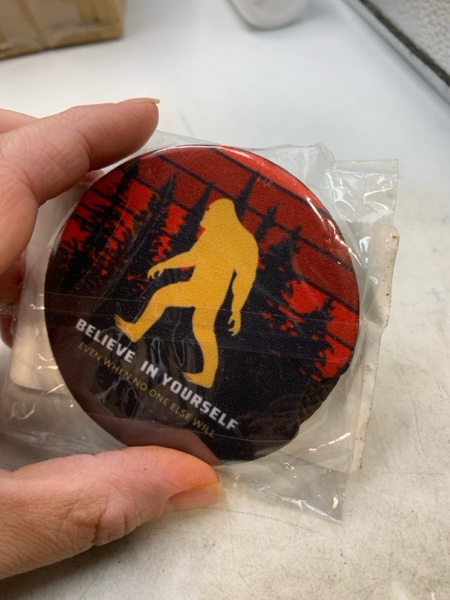 BELIEVE IN YOURSELF
EVEN WHEN NO ONE ELSE WILL